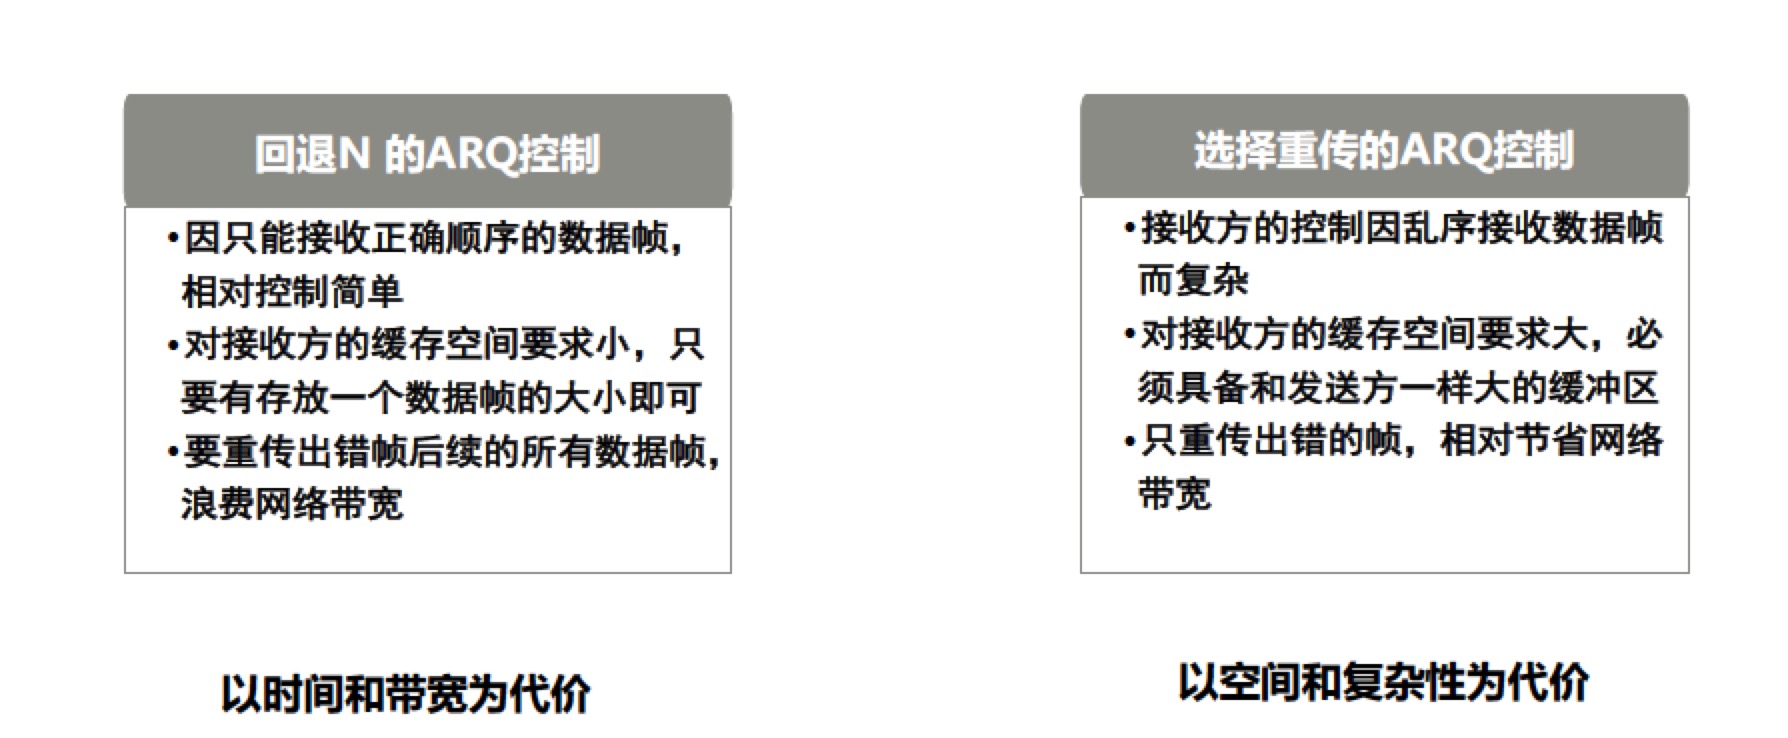 回退N 的ARQ控制
•因只能接收正确顺序的数据帧，
相对控制简单
•对接收方的缓存空间要求小，只
要有存放一个数据帧的大小即可
•要重传出错帧后续的所有数据帧，
浪费网络带宽
以时间和带宽为代价
选择重传的ARQ控制
•接收方的控制因乱序接收数据帧
而复杂
•对接收方的缓存空间要求大，必
须具备和发送方一样大的缓冲区
•只重传出错的帧，相对节省网络
带宽
以空间和复杂性为代价